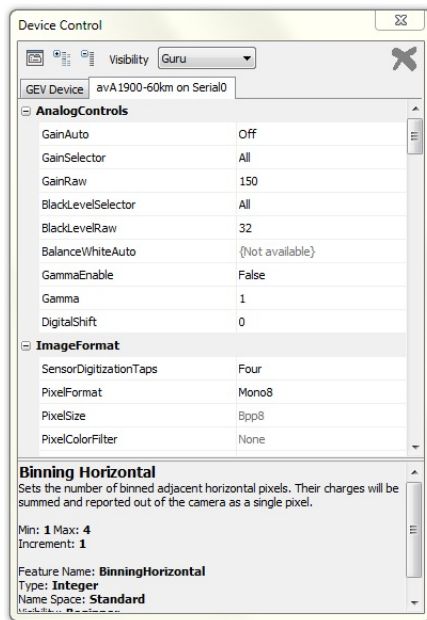 Device Control
Visibility Guru
GEV Device avA1900-60km on Serial0
AnalogControls
GainAuto Off
GainSelector All
GainRaw 150
BlackLevelSelector All
BlackLevelRaw 32
BalanceWhiteAuto {Not available}
GammaEnable False
Gamma 1
DigitalShift 0
ImageFormat
SensorDigitizationTaps Four
PixelFormat Mono8
PixelSize Bpp8
PixelColorFilter None
Binning Horizontal
Sets the number of binned adjacent horizontal pixels. Their charges will be
summed and reported out of the camera as a single pixel.
Min: 1 Max: 4
Increment: 1
Feature Name: BinningHorizontal
Type: Integer
Name Space: Standard